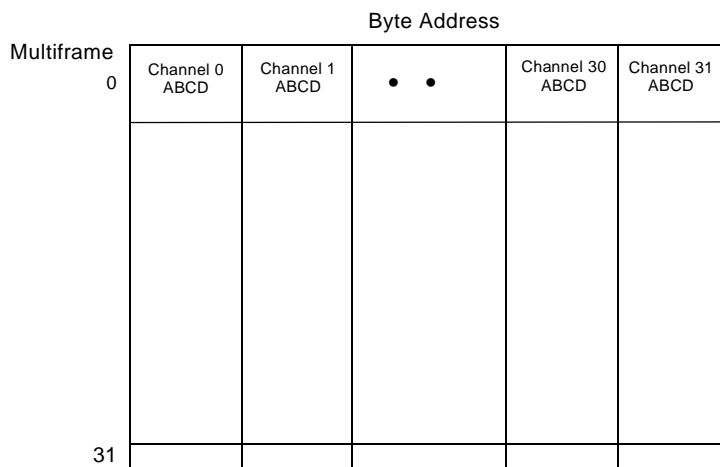 Byte Address
Multiframe
0
Channel 0
ABCD
Channel 1
ABCD
• •
Channel 30
ABCD
Channel 31
ABCD
31